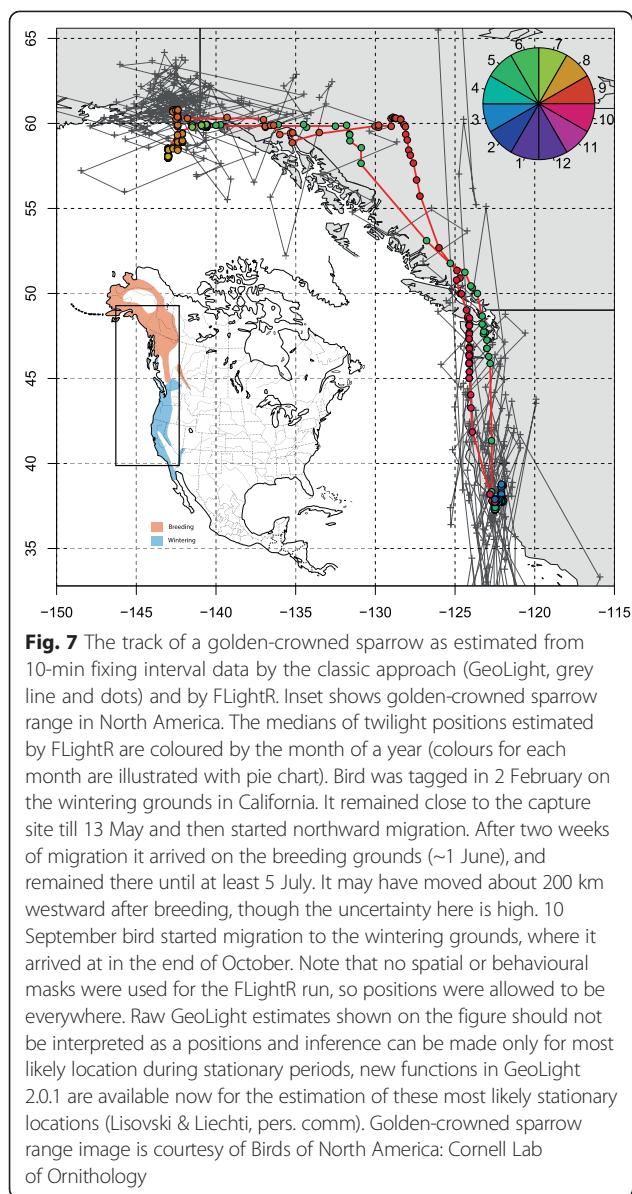 65
60
55
50
45
40
35
−150 −145 −140 −135 −130 −125 −120 −115
6 7
5 8
4 9
3 10
2 11
1 12
Breeding
Wintering
Fig. 7 The track of a golden-crowned sparrow as estimated from
10-min fixing interval data by the classic approach (GeoLight, grey
line and dots) and by FLightR. Inset shows golden-crowned sparrow
range in North America. The medians of twilight positions estimated
by FLightR are coloured by the month of a year (colours for each
month are illustrated with pie chart). Bird was tagged in 2 February on
the wintering grounds in California. It remained close to the capture
site till 13 May and then started northward migration. After two weeks
of migration it arrived on the breeding grounds (~1 June), and
remained there until at least 5 July. It may have moved about 200 km
westward after breeding, though the uncertainty here is high. 10
September bird started migration to the wintering grounds, where it
arrived at in the end of October. Note that no spatial or behavioural
masks were used for the FLightR run, so positions were allowed to be
everywhere. Raw GeoLight estimates shown on the figure should not
be interpreted as a positions and inference can be made only for most
likely location during stationary periods, new functions in GeoLight
2.0.1 are available now for the estimation of these most likely stationary
locations (Lisovski & Liechti, pers. comm). Golden-crowned sparrow
range image is courtesy of Birds of North America: Cornell Lab
of Ornithology